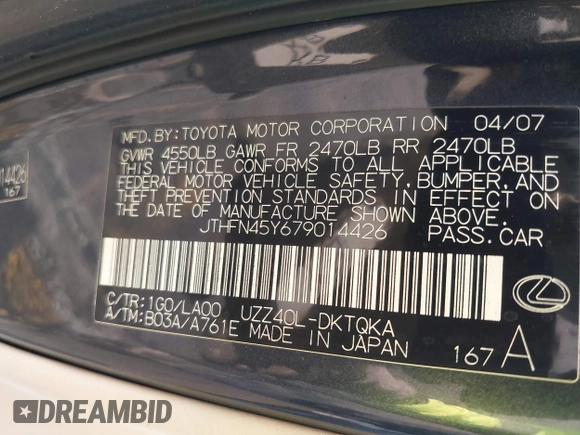 MFD.BY:TOYOTA MOTOR CORPORATION 04/07
GVWR 4550LB GAWR FR 2470LB RR 2470LB
THIS VEHICLE CONFORMS TO ALL APPLICABLE
FEDERAL MOTOR VEHICLE SAFETY,BUMPER,AND
THEFT PREVENTION STANDARDS IN EFFECT ON
THE DATE OF MANUFACTURE SHOWN ABOVE.
JTHFN45Y679014426 PASS.CAR
C/TR:1G0/LA00 UZZ40L-DKTQKA
A/TM:B03A/A761E MADE IN JAPAN
167 A
014426
167
DREAMBID